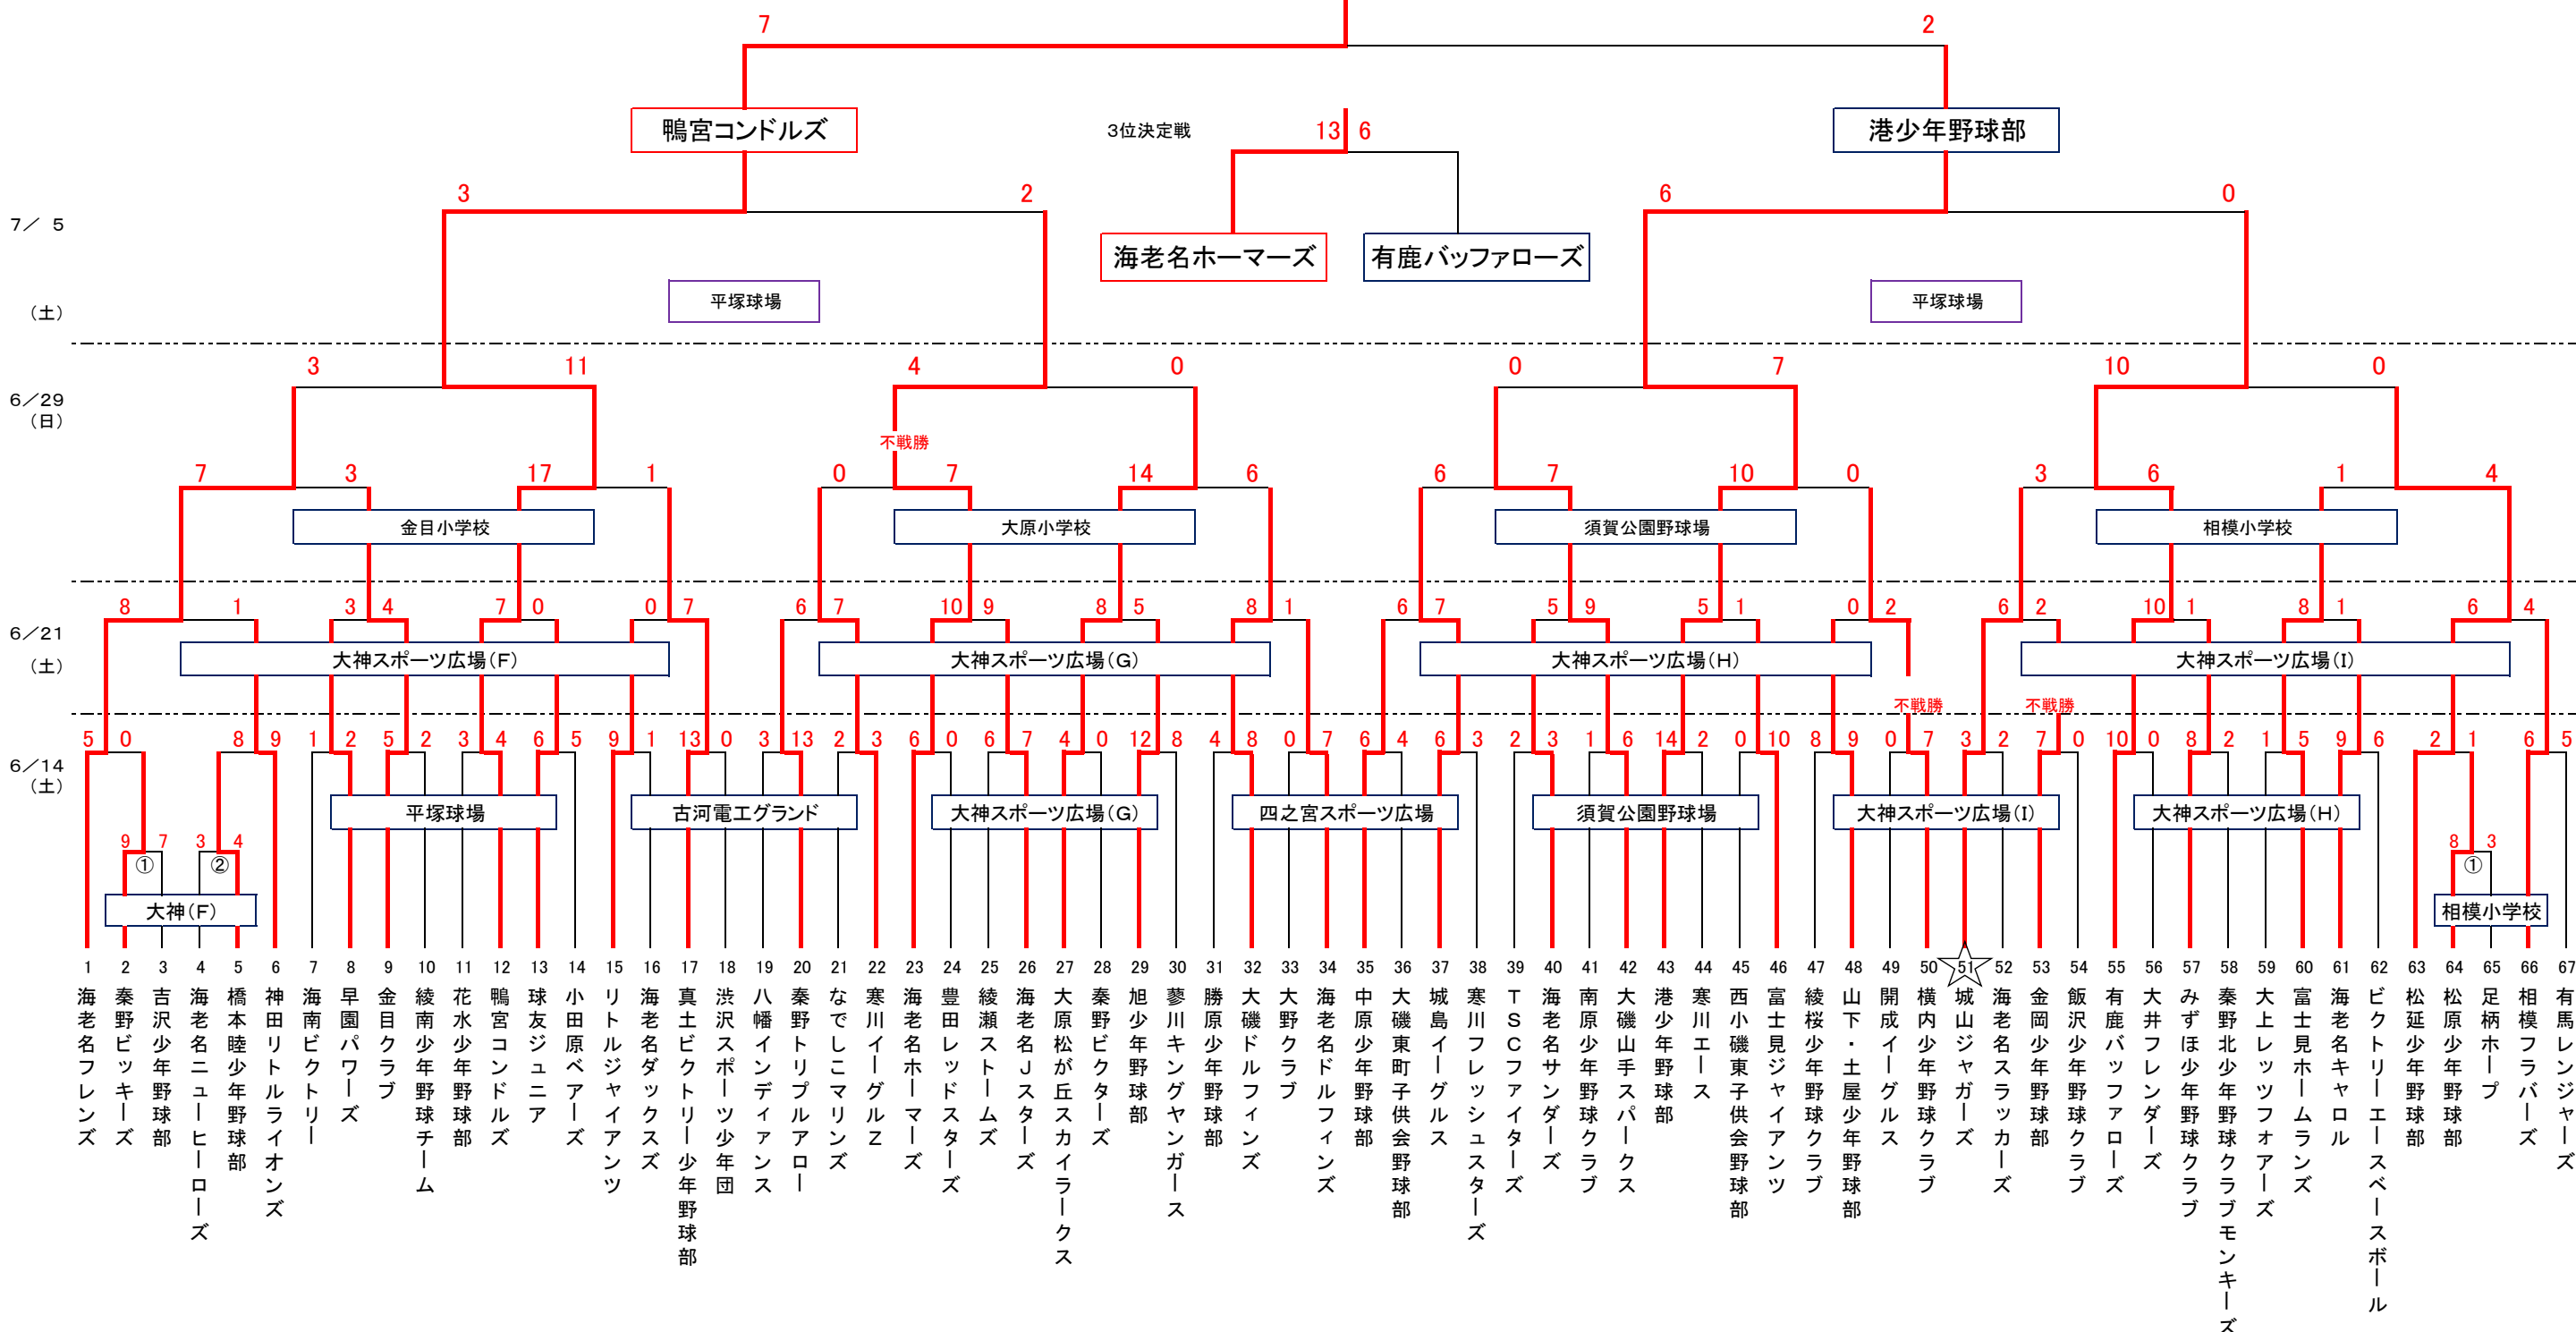 7 2
鴨宮コンドルズ 3位決定戦 13 6 港少年野球部
3 2 6 0
7/ 5
海老名ホーマーズ 有鹿バッファローズ
(土) 平塚球場 平塚球場
3 11 4 0 0 7 10 0
6/29
(日)
不戦勝
7 3 17 1 0 7 14 6 6 7 10 0 3 6 1 4
金目小学校 大原小学校 須賀公園野球場 相模小学校
8 1 3 4 7 0 0 7 6 7 10 9 8 5 8 1 6 7 5 9 5 1 0 2 6 2 10 1 8 1 6 4
6/21
(土) 大神スポーツ広場(F) 大神スポーツ広場(G) 大神スポーツ広場(H) 大神スポーツ広場(I)
不戦勝 不戦勝
5 0 8 9 1 2 5 2 3 4 6 5 9 1 13 0 3 13 2 3 6 0 6 7 4 0 12 8 4 8 0 7 6 4 6 3 2 3 1 6 14 2 0 10 8 9 0 7 3 2 7 0 10 0 8 2 1 5 9 6 2 1 6 5
6/14
(土)
平塚球場 古河電工グランド 大神スポーツ広場(G) 四之宮スポーツ広場 須賀公園野球場 大神スポーツ広場(I) 大神スポーツ広場(H)
9 7 3 4 8 3
① ② ①
大神(F) 相模小学校
1 2 3 4 5 6 7 8 9 10 11 12 13 14 15 16 17 18 19 20 21 22 23 24 25 26 27 28 29 30 31 32 33 34 35 36 37 38 39 40 41 42 43 44 45 46 47 48 49 50 51 52 53 54 55 56 57 58 59 60 61 62 63 64 65 66 67
海老名フレンズ
秦野ビッキーズ
吉沢少年野球部
海老名ニューヒーローズ
橋本睦少年野球部
神田リトルライオンズ
海南ビクトリー
早園パワーズ
金目クラブ
綾南少年野球チーム
花水少年野球部
鴨宮コンドルズ
球友ジュニア
小田原ベアーズ
リトルジャイアンツ
海老名ダックスズ
真土ビクトリー少年野球部
渋沢スポーツ少年団
八幡インディァンス
秦野トリプルアロー
なでしこマリンズ
寒川イーグルZ
海老名ホーマーズ
豊田レッドスターズ
綾瀬ストームズ
海老名Jスターズ
大原松が丘スカイラークス
秦野ビクターズ
旭少年野球部
蓼川キングヤンガース
勝原少年野球部
大磯ドルフィンズ
大野クラブ
海老名ドルフィンズ
中原少年野球部
大磯東町子供会野球部
城島イーグルス
寒川フレッシュスターズ
TSCファイターズ
海老名サンダーズ
南原少年野球クラブ
大磯山手スパークス
港少年野球部
寒川エース
西小磯東子供会野球部
富士見ジャイアンツ
綾桜少年野球クラブ
山下・土屋少年野球部
開成イーグルス
横内少年野球クラブ
城山ジャガーズ
海老名スラッカーズ
金岡少年野球部
飯沢少年野球クラブ
有鹿バッファローズ
大井フレンダーズ
みずほ少年野球クラブ
秦野北少年野球クラブモンキーズ
大上レッツフォアーズ
富士見ホームランズ
海老名キャロル
ビクトリーエースベースボール
松延少年野球部
松原少年野球部
足柄ホープ
相模フラバーズ
有馬レンジャーズ